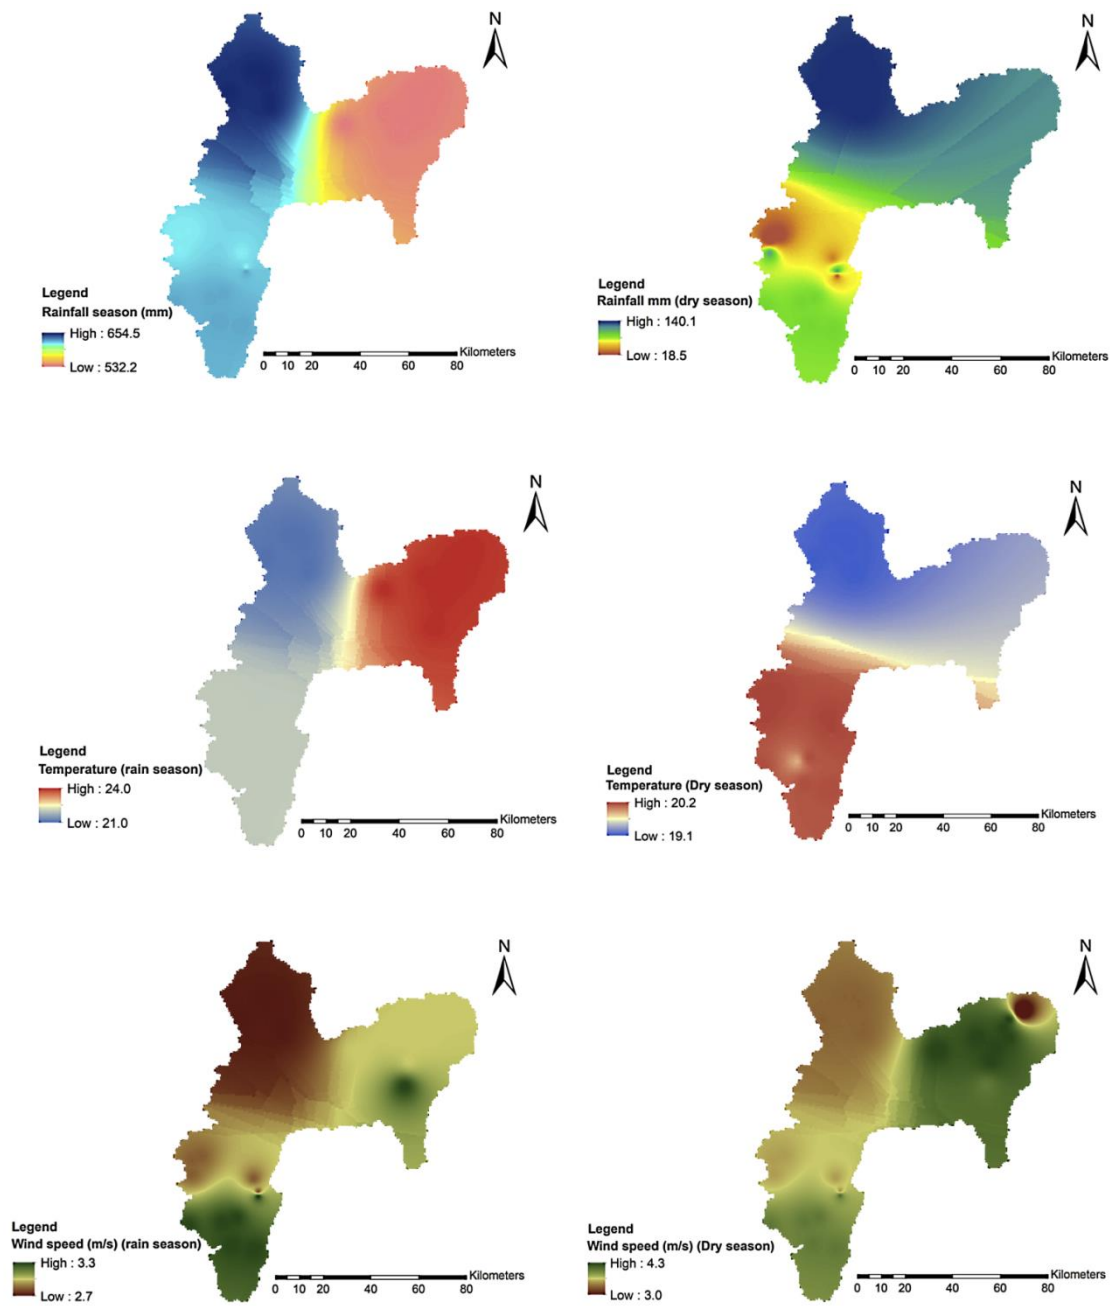 N
N
Legend
Rainfall season (mm)
High : 654.5
Low : 532.2
Kilometers
0 10 20 40 60 80
Legend
Rainfall mm (dry season)
High : 140.1
Low : 18.5
Kilometers
0 10 20 40 60 80
N
N
Legend
Temperature (rain season)
High : 24.0
Low : 21.0
Kilometers
0 10 20 40 60 80
Legend
Temperature (Dry season)
High : 20.2
Low : 19.1
Kilometers
0 10 20 40 60 80
N
N
Legend
Wind speed (m/s) (rain season)
High : 3.3
Low : 2.7
Kilometers
0 10 20 40 60 80
Legend
Wind speed (m/s) (Dry season)
High : 4.3
Low : 3.0
Kilometers
0 10 20 40 60 80